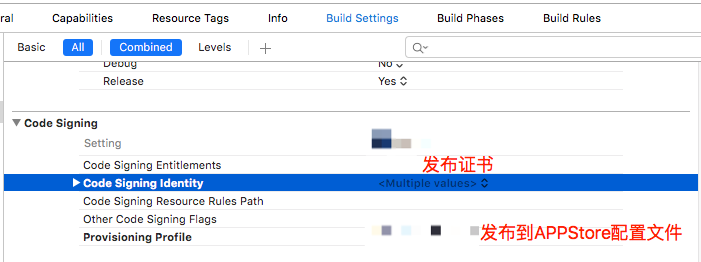 ral Capabilities Resource Tags Info Build Settings Build Phases Build Rules
Basic All Combined Levels +
Debug No
Release Yes
Code Signing
Setting
发布证书
Code Signing Entitlements
Code Signing Identity <Multiple values>
Code Signing Resource Rules Path
Other Code Signing Flags
发布到APPStore配置文件
Provisioning Profile